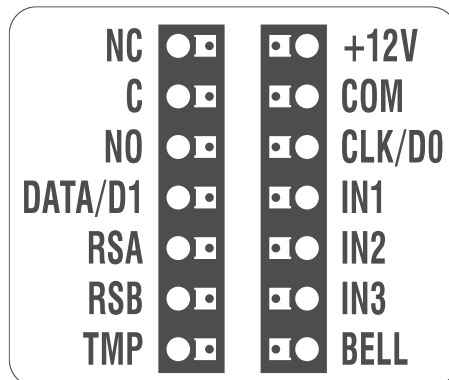 NC +12V
C COM
NO CLK/D0
DATA/D1 IN1
RSA IN2
RSB IN3
TMP BELL